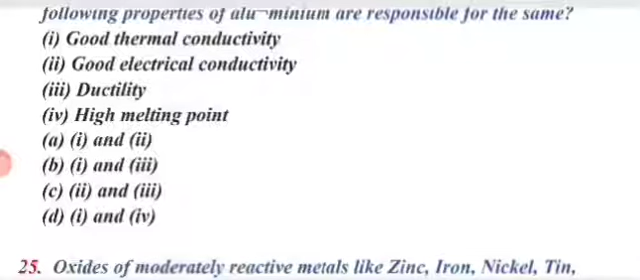 following properties of alu¬minium are responsible for the same?
(i) Good thermal conductivity
(ii) Good electrical conductivity
(iii) Ductility
(iv) High melting point
(a) (i) and (ii)
(b) (i) and (iii)
(c) (ii) and (iii)
(d) (i) and (iv)
25. Oxides of moderately reactive metals like Zinc, Iron, Nickel, Tin,